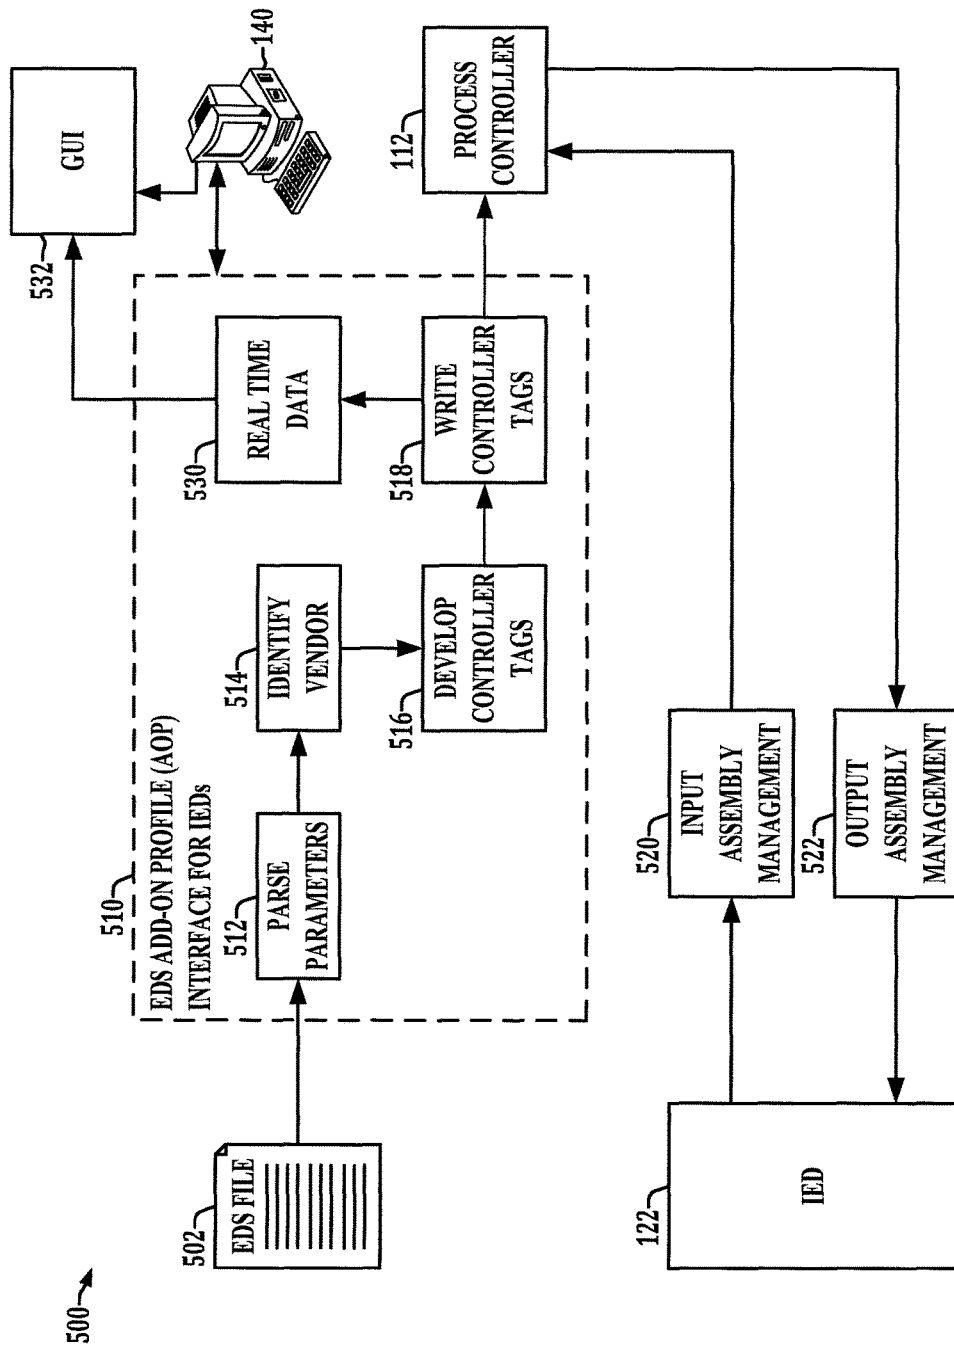 500
502
EDS FILE
510
EDS ADD-ON PROFILE (AOP)
INTERFACE FOR IEDs
512
PARSE
PARAMETERS
514
IDENTIFY
VENDOR
516
DEVELOP
CONTROLLER
TAGS
518
WRITE
CONTROLLER
TAGS
530
REAL TIME
DATA
532
GUI
140
112
PROCESS
CONTROLLER
122
IED
520
INPUT
ASSEMBLY
MANAGEMENT
522
OUTPUT
ASSEMBLY
MANAGEMENT